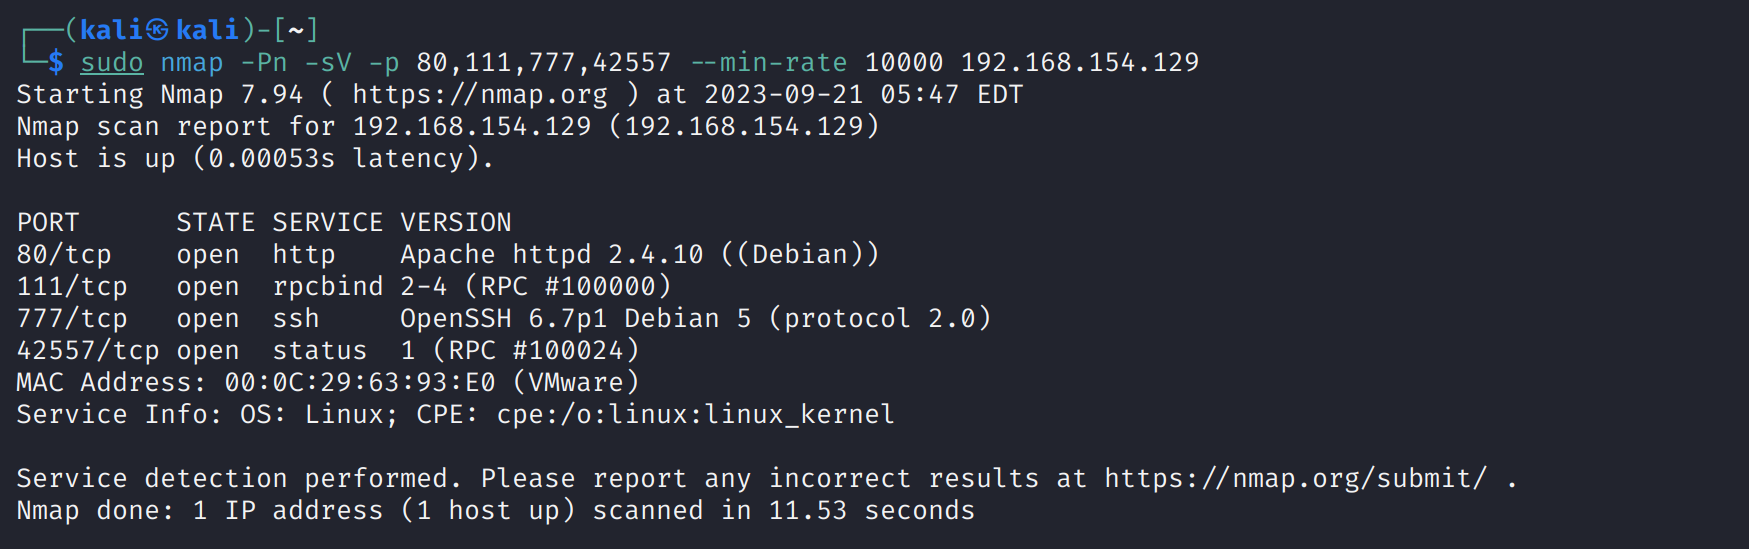 ┌──(kali㉿kali)-[~]
└─$ sudo nmap -Pn -sV -p 80,111,777,42557 --min-rate 10000 192.168.154.129
Starting Nmap 7.94 ( https://nmap.org ) at 2023-09-21 05:47 EDT
Nmap scan report for 192.168.154.129 (192.168.154.129)
Host is up (0.00053s latency).

PORT      STATE SERVICE VERSION
80/tcp    open  http    Apache httpd 2.4.10 ((Debian))
111/tcp   open  rpcbind 2-4 (RPC #100000)
777/tcp   open  ssh     OpenSSH 6.7p1 Debian 5 (protocol 2.0)
42557/tcp open  status  1 (RPC #100024)
MAC Address: 00:0C:29:63:93:E0 (VMware)
Service Info: OS: Linux; CPE: cpe:/o:linux:linux_kernel

Service detection performed. Please report any incorrect results at https://nmap.org/submit/ .
Nmap done: 1 IP address (1 host up) scanned in 11.53 seconds